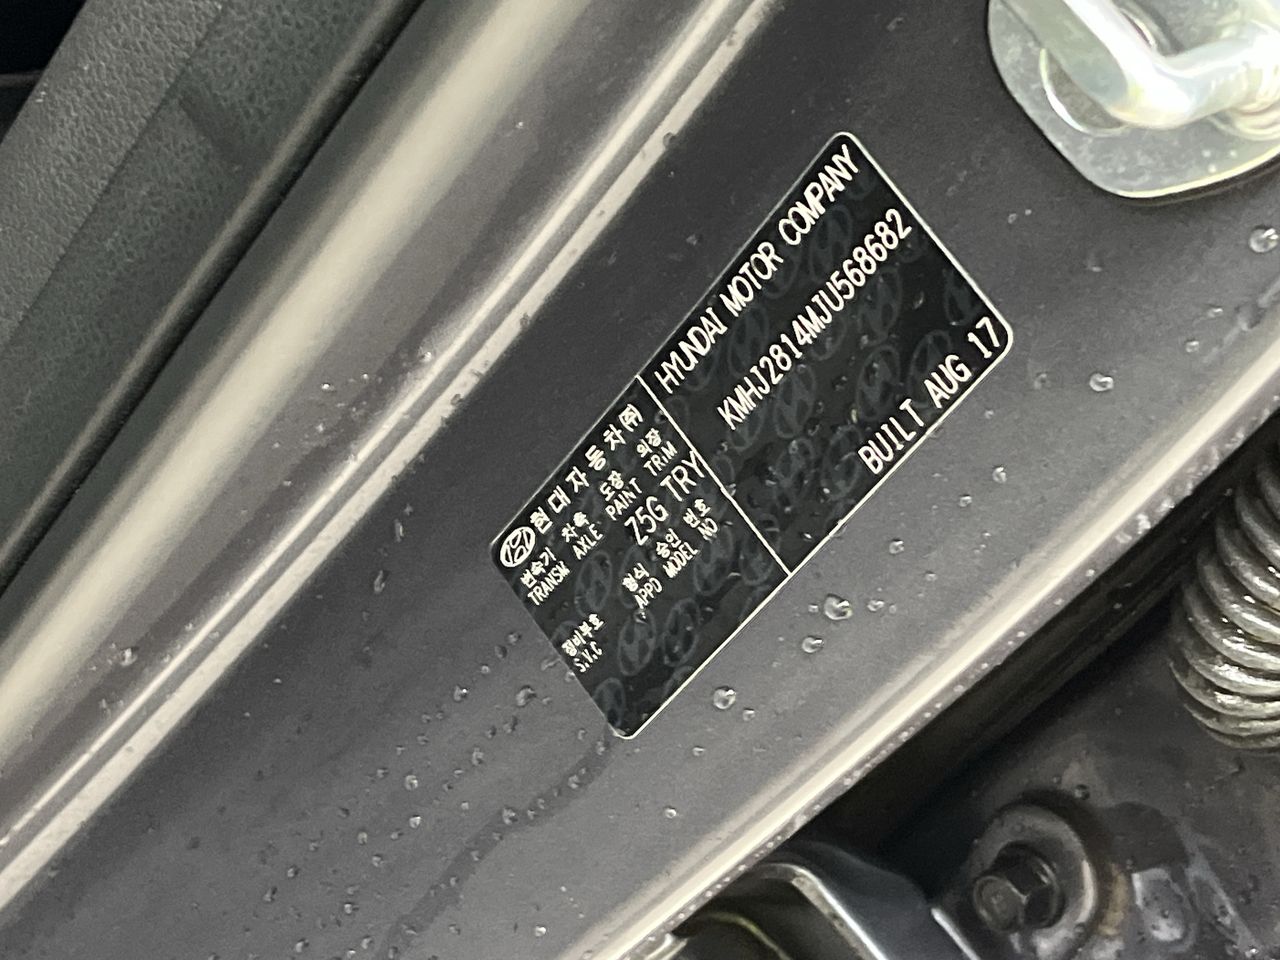 현대자동차㈜
변속기 차축 도장 외장
TRANSM AXLE PAINT TRIM
Z5G TRY
형식 승인 번호
APPD MODEL NO
장비부호
S.V.C
HYUNDAI MOTOR COMPANY
KMHJ2814MJU568682
BUILT AUG 17